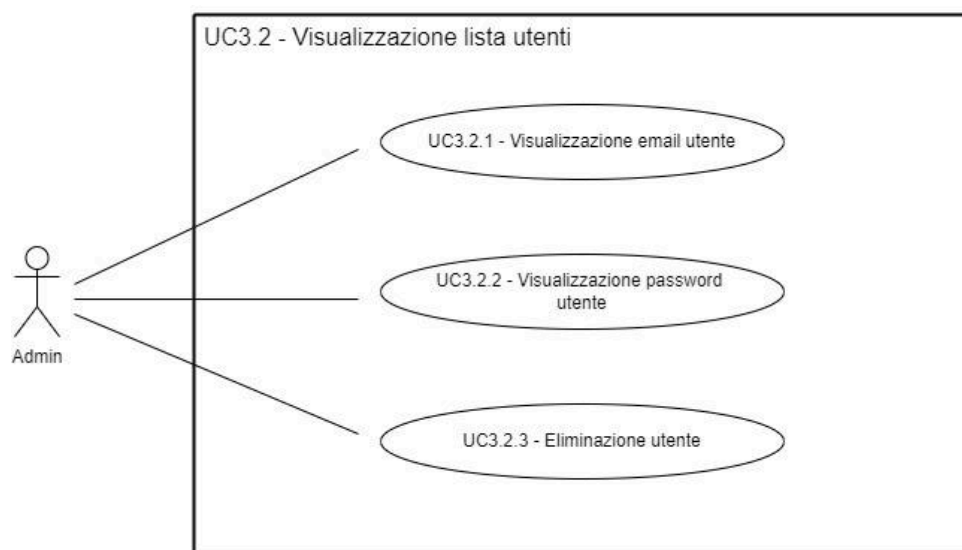 UC3.2 - Visualizzazione lista utenti
UC3.2.1 - Visualizzazione email utente
UC3.2.2 - Visualizzazione password
utente
Admin
UC3.2.3 - Eliminazione utente